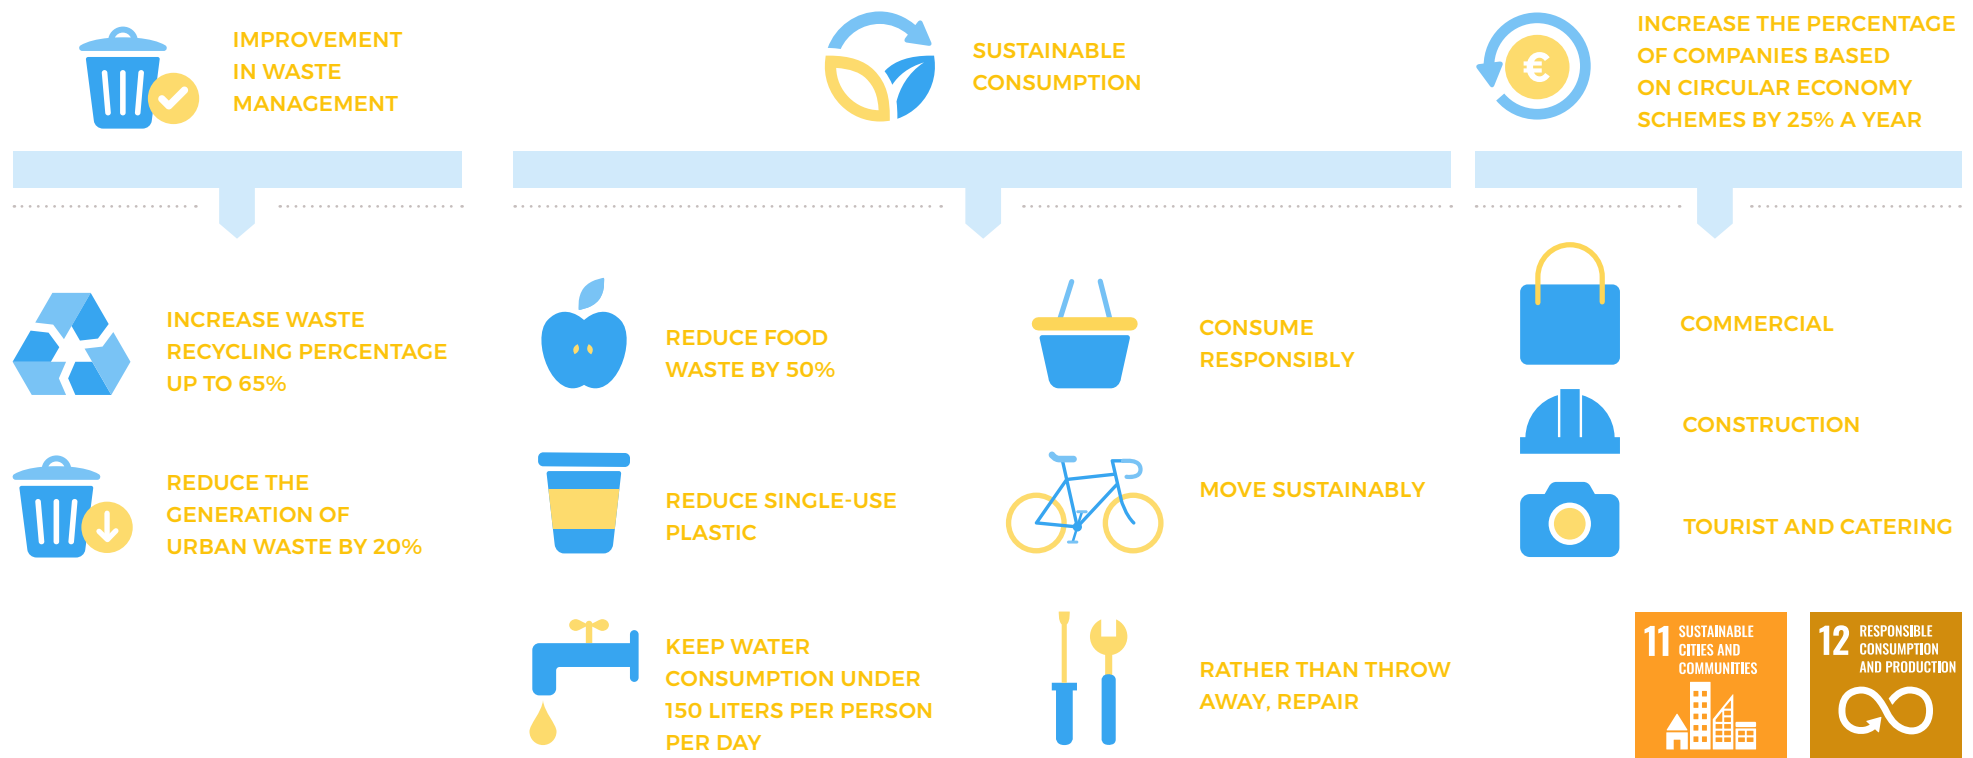 IMPROVEMENT
IN WASTE
MANAGEMENT
SUSTAINABLE
CONSUMPTION
€
INCREASE THE PERCENTAGE
OF COMPANIES BASED
ON CIRCULAR ECONOMY
SCHEMES BY 25% A YEAR
INCREASE WASTE
RECYCLING PERCENTAGE
UP TO 65%
REDUCE THE
GENERATION OF
URBAN WASTE BY 20%
REDUCE FOOD
WASTE BY 50%
REDUCE SINGLE-USE
PLASTIC
KEEP WATER
CONSUMPTION UNDER
150 LITERS PER PERSON
PER DAY
CONSUME
RESPONSIBLY
MOVE SUSTAINABLY
RATHER THAN THROW
AWAY, REPAIR
COMMERCIAL
CONSTRUCTION
TOURIST AND CATERING
11 SUSTAINABLE
CITIES AND
COMMUNITIES
12 RESPONSIBLE
CONSUMPTION
AND PRODUCTION